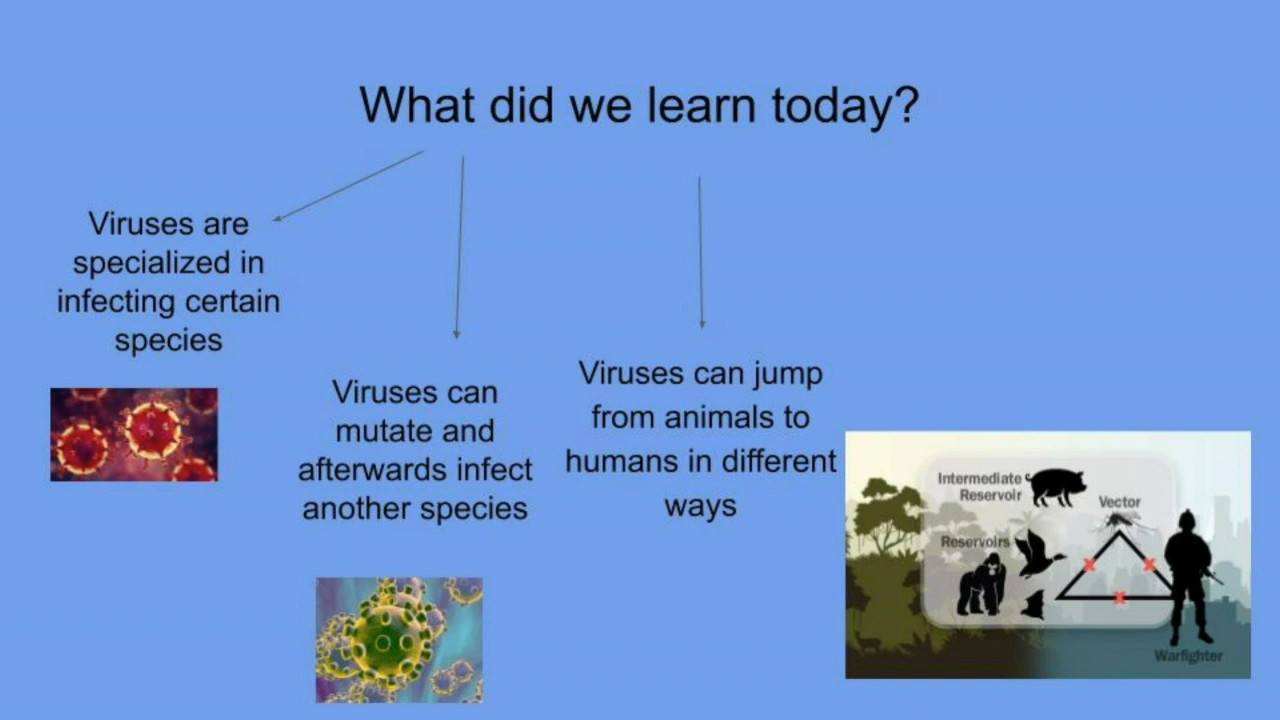 What did we learn today?
Viruses are
specialized in
infecting certain
species
Viruses can
mutate and
afterwards infect
another species
Viruses can jump
from animals to
humans in different
ways
Intermediate
Reservoir
Vector
Reservoirs
Warfighter